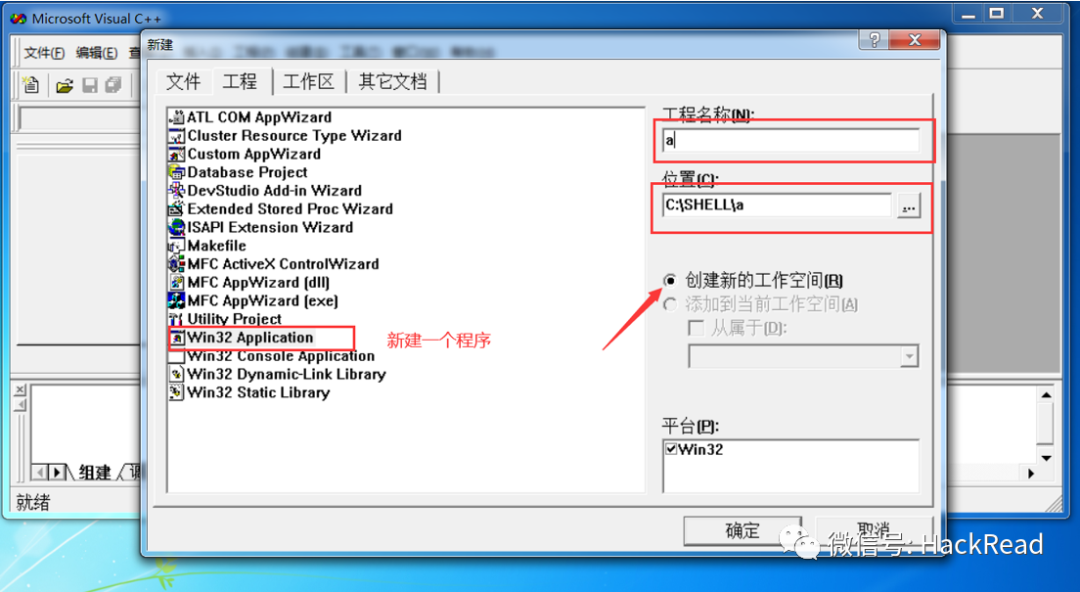 Microsoft Visual C++
文件(F) 编辑(E) 查
新建
文件 工程 工作区 其它文档
ATL COM AppWizard
Cluster Resource Type Wizard
Custom AppWizard
Database Project
DevStudio Add-in Wizard
Extended Stored Proc Wizard
ISAPI Extension Wizard
Makefile
MFC ActiveX ControlWizard
MFC AppWizard (dll)
MFC AppWizard (exe)
Utility Project
Win32 Application
Win32 Console Application
Win32 Dynamic-Link Library
Win32 Static Library
新建一个程序
工程名称(N):
a
位置(C):
C:\SHELL\a
...
创建新的工作空间(R)
添加到当前工作空间(A)
从属于(D):
平台(P):
Win32
确定 取消
组建 调
就绪
微信号: HackRead